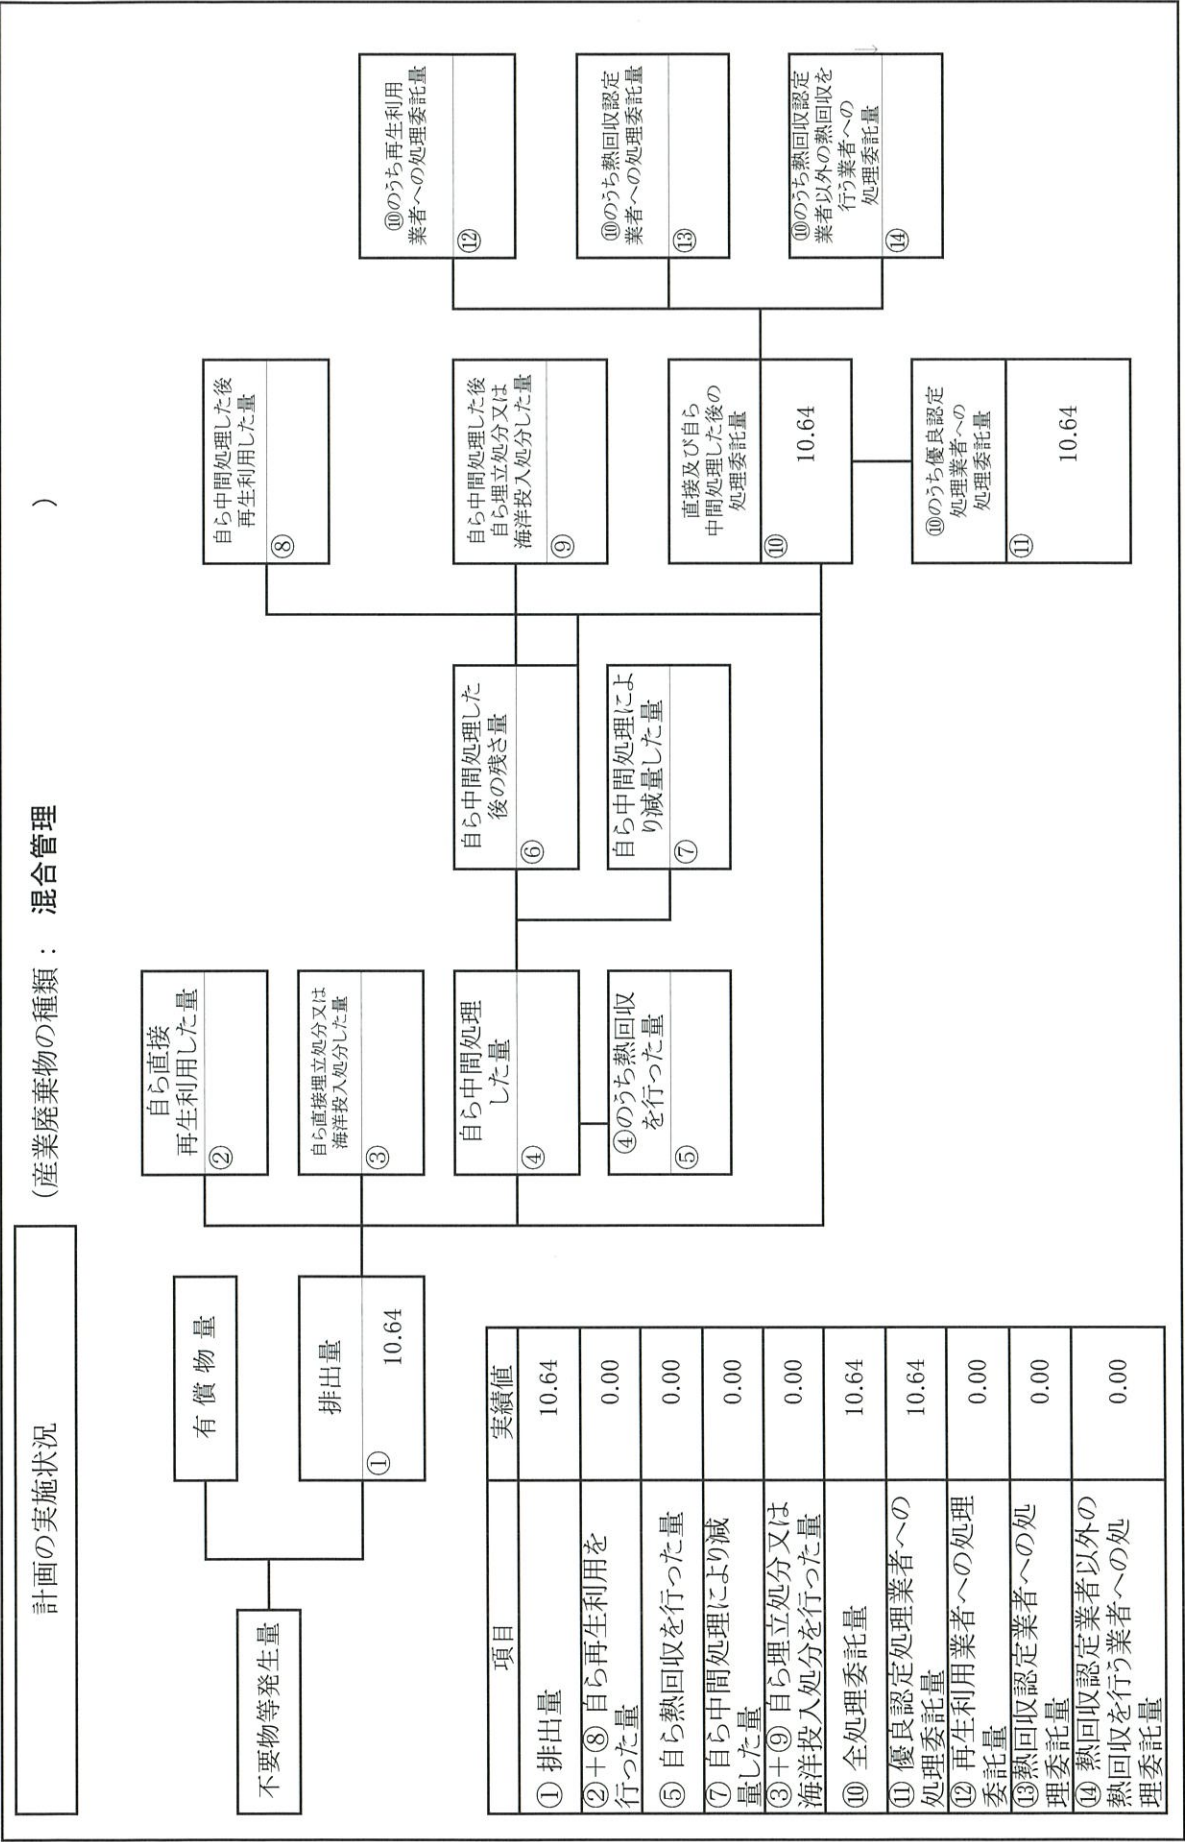 計画の実施状況
（産業廃棄物の種類： 混合管理 ）
不要物等発生量
有 償 物 量
排出量
① 10.64
自ら直接
再生利用した量
②
自ら直接埋立処分又は
海洋投入処分した量
③
自ら中間処理
した量
④
④のうち熱回収
を行った量
⑤
自ら中間処理した
後の残さ量
⑥
自ら中間処理によ
り減量した量
⑦
自ら中間処理した後
再生利用した量
⑧
自ら中間処理した後
自ら埋立処分又は
海洋投入処分した量
⑨
直接及び自ら
中間処理した後の
処理委託量
⑩ 10.64
⑩のうち優良認定
処理業者への
処理委託量
⑪ 10.64
⑩のうち再生利用
業者への処理委託量
⑫
⑩のうち熱回収認定
業者への処理委託量
⑬
⑩のうち熱回収認定
業者以外の熱回収を
行う業者への
処理委託量
⑭
項目 実績値
① 排出量 10.64
②＋⑧ 自ら再生利用を
行った量 0.00
⑤ 自ら熱回収を行った量 0.00
⑦ 自ら中間処理により減
量した量 0.00
③＋⑨ 自ら埋立処分又は
海洋投入処分を行った量 0.00
⑩ 全処理委託量 10.64
⑪ 優良認定処理業者への
処理委託量 10.64
⑫ 再生利用業者への処理
委託量 0.00
⑬熱回収認定業者への処
理委託量 0.00
⑭ 熱回収認定業者以外の
熱回収を行う業者への処
理委託量 0.00